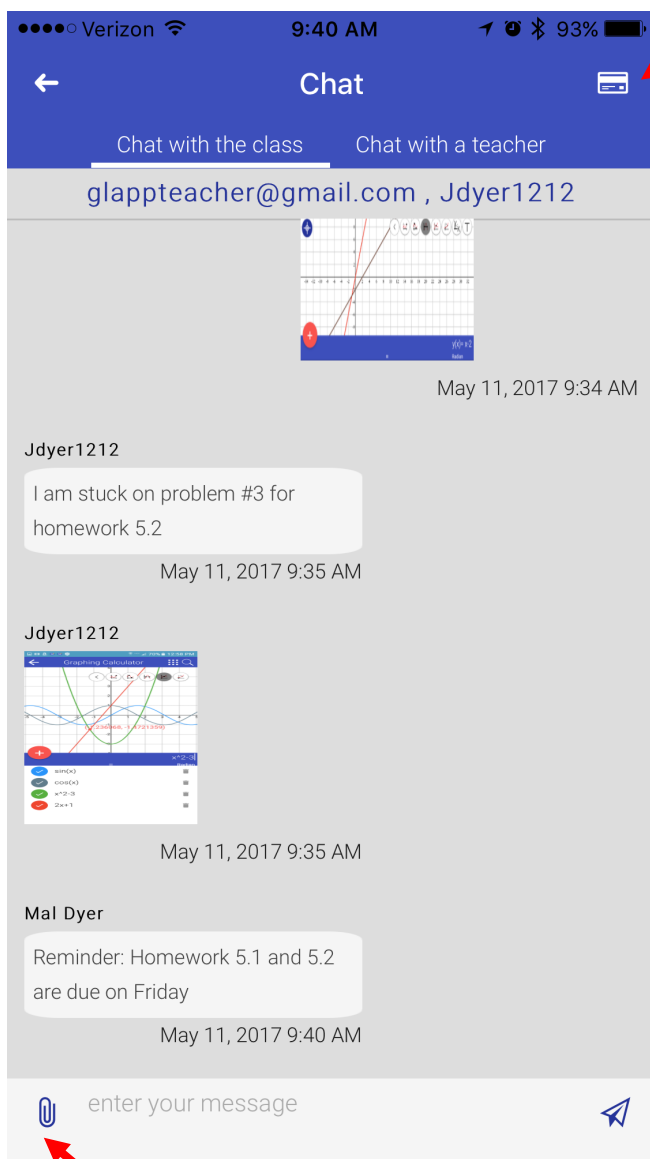 Verizon 9:40 AM 93%
Chat
Chat with the class Chat with a teacher
glappteacher@gmail.com , Jdyer1212
y(x)= x-2
Radian
May 11, 2017 9:34 AM
Jdyer1212
I am stuck on problem #3 for
homework 5.2
May 11, 2017 9:35 AM
Jdyer1212
Graphing Calculator
x^2-3
sin(x)
cos(x)
x^2-3
2x+1
May 11, 2017 9:35 AM
Mal Dyer
Reminder: Homework 5.1 and 5.2
are due on Friday
May 11, 2017 9:40 AM
enter your message